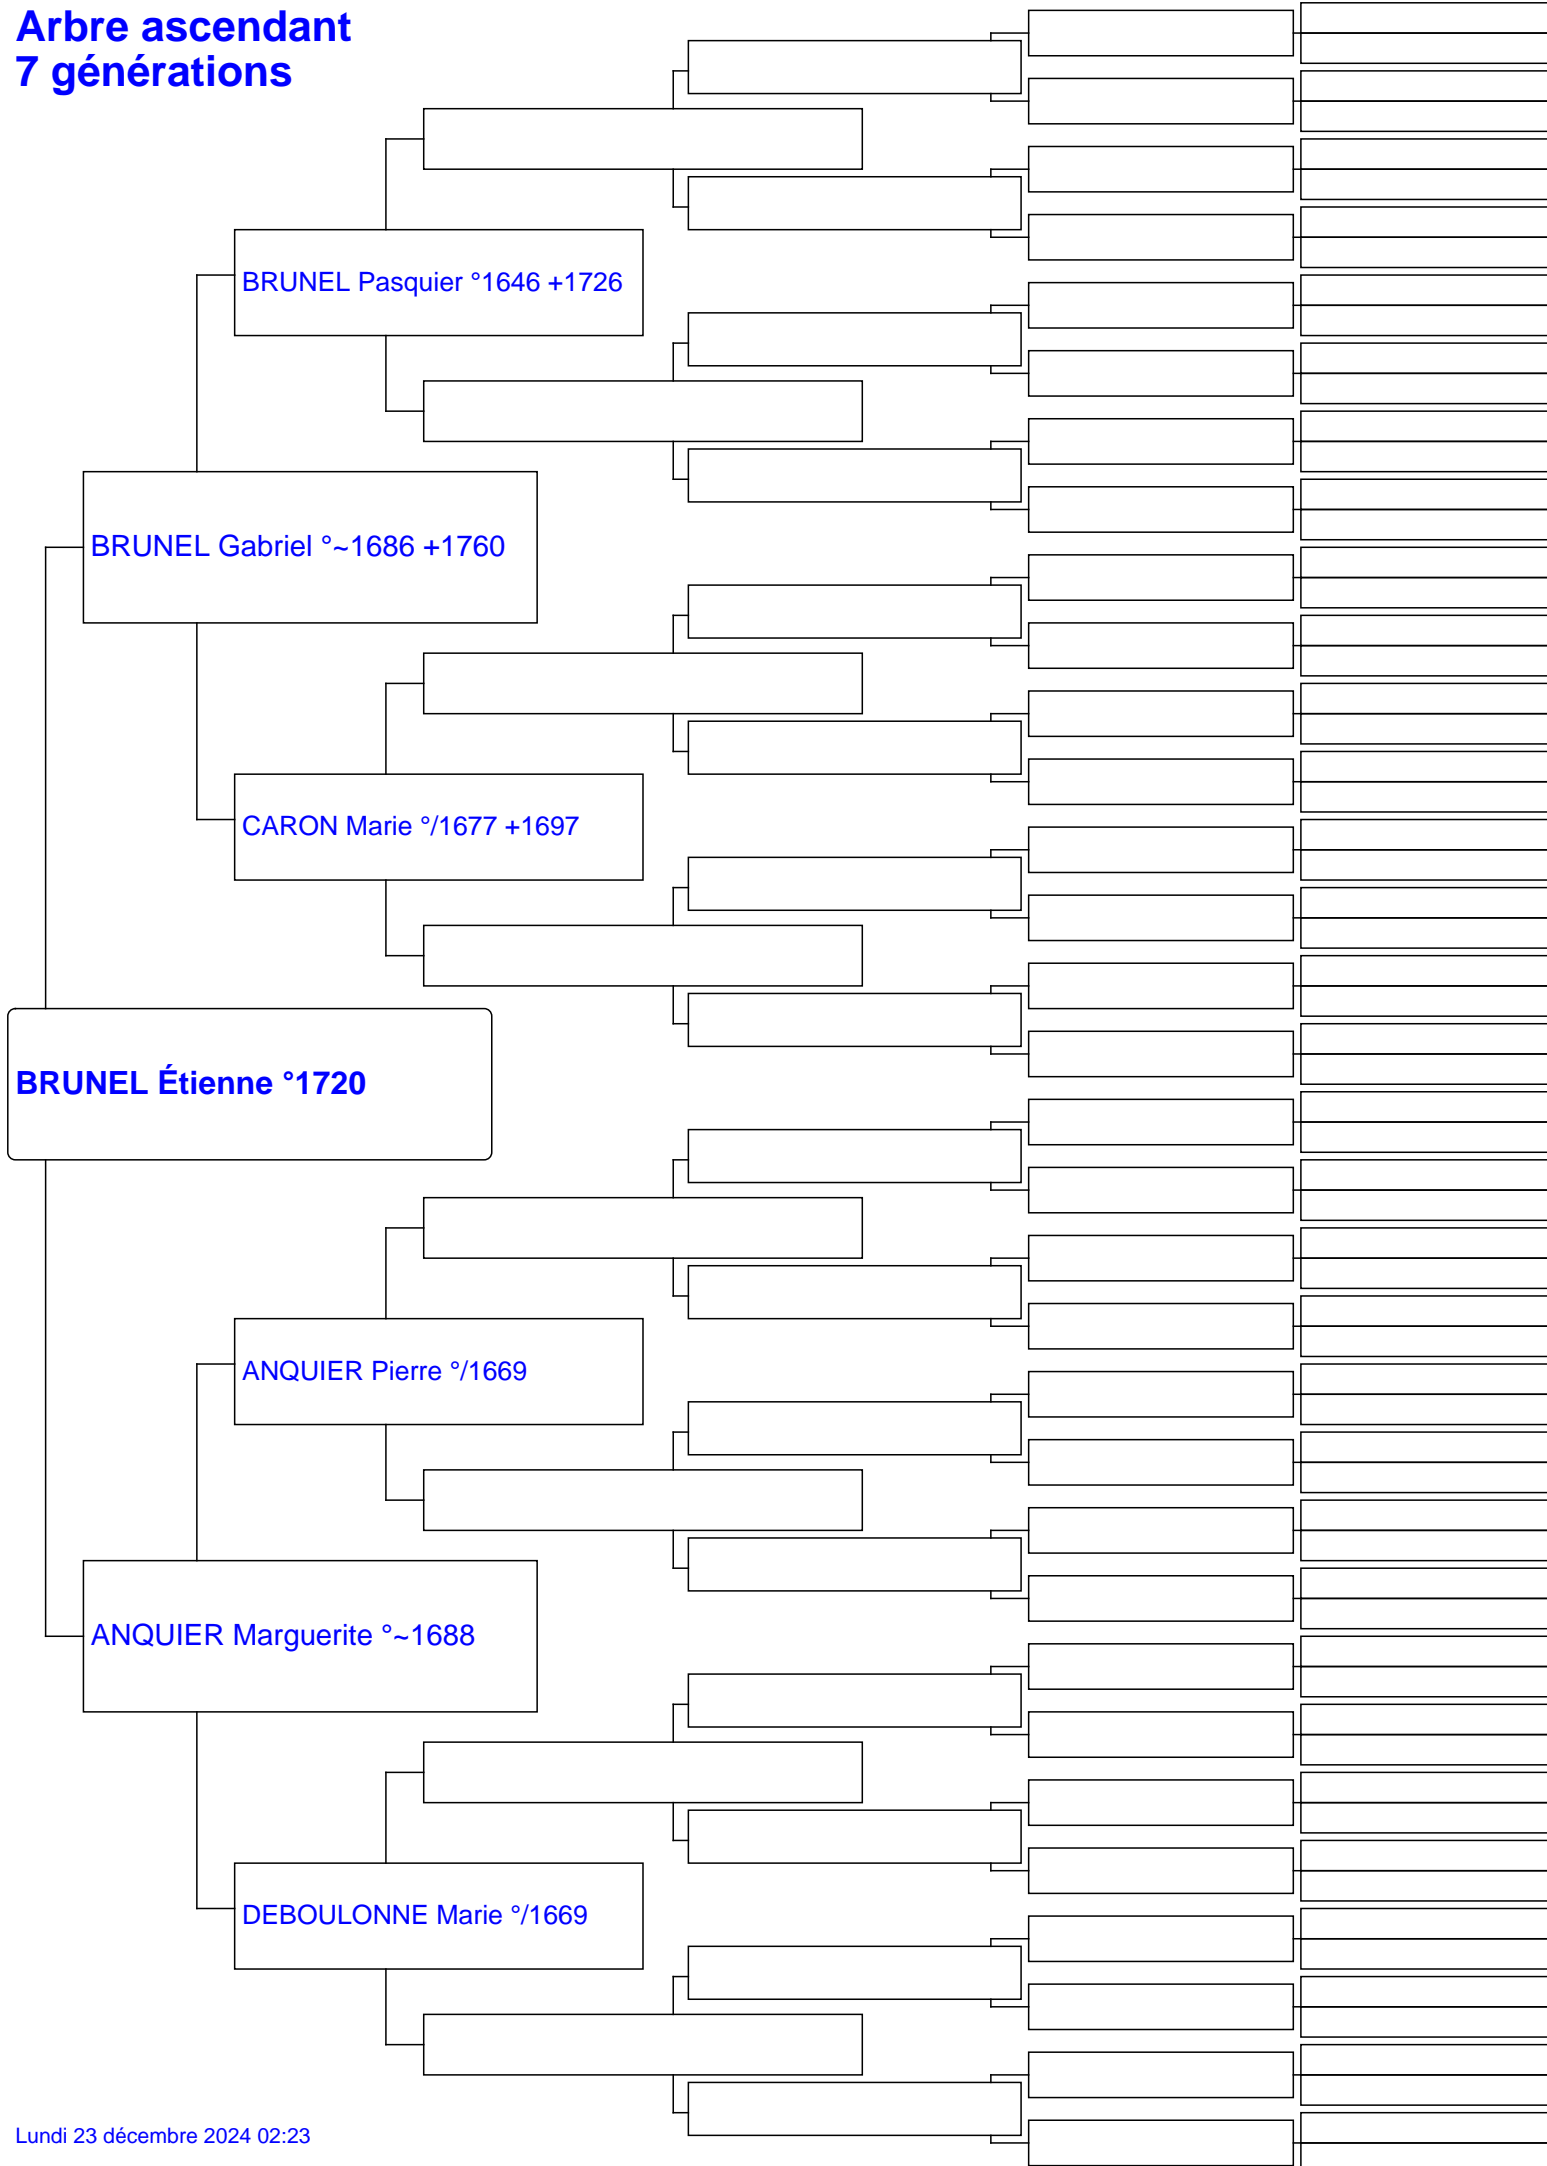 Arbre ascendant
7 générations
BRUNEL Pasquier °1646 +1726
BRUNEL Gabriel °~1686 +1760
CARON Marie °/1677 +1697
BRUNEL Étienne °1720
ANQUIER Pierre °/1669
ANQUIER Marguerite °~1688
DEBOULONNE Marie °/1669
Lundi 23 décembre 2024 02:23